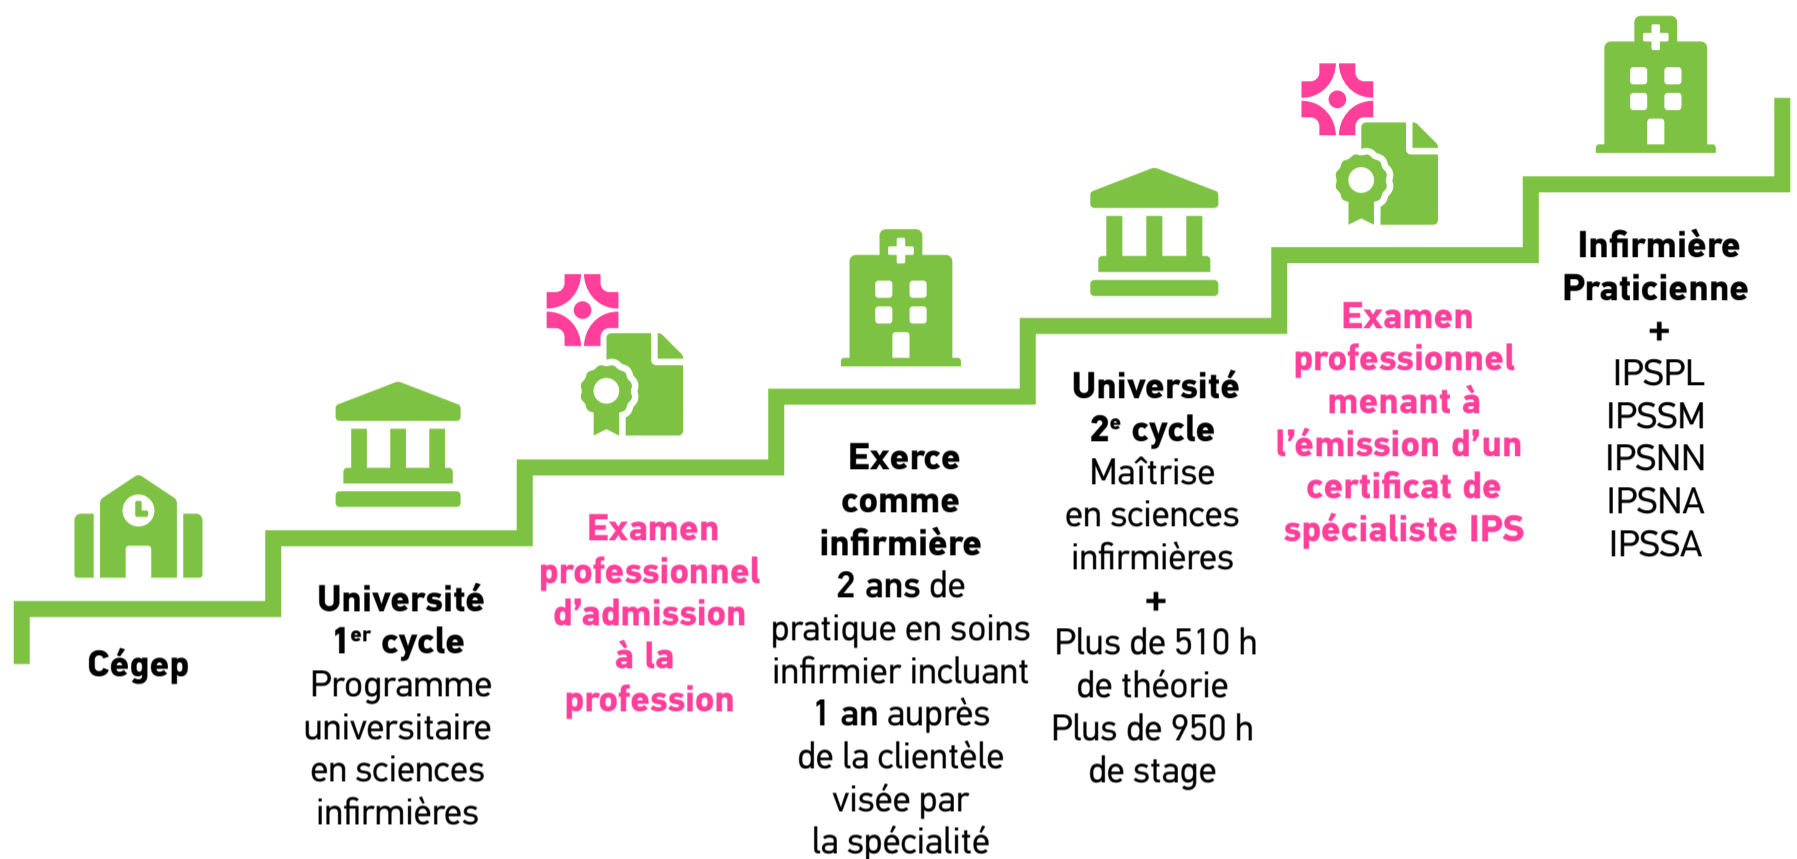 Cégep
Université
1er cycle
Programme
universitaire
en sciences
infirmières
Examen
professionnel
d'admission
à la
profession
Exerce
comme
infirmière
2 ans de
pratique en soins
infirmier incluant
1 an auprès
de la clientèle
visée par
la spécialité
Université
2e cycle
Maîtrise
en sciences
infirmières
+
Plus de 510 h
de théorie
Plus de 950 h
de stage
Examen
professionnel
menant à
l'émission d'un
certificat de
spécialiste IPS
Infirmière
Praticienne
+
IPSPL
IPSSM
IPSNN
IPSNA
IPSSA